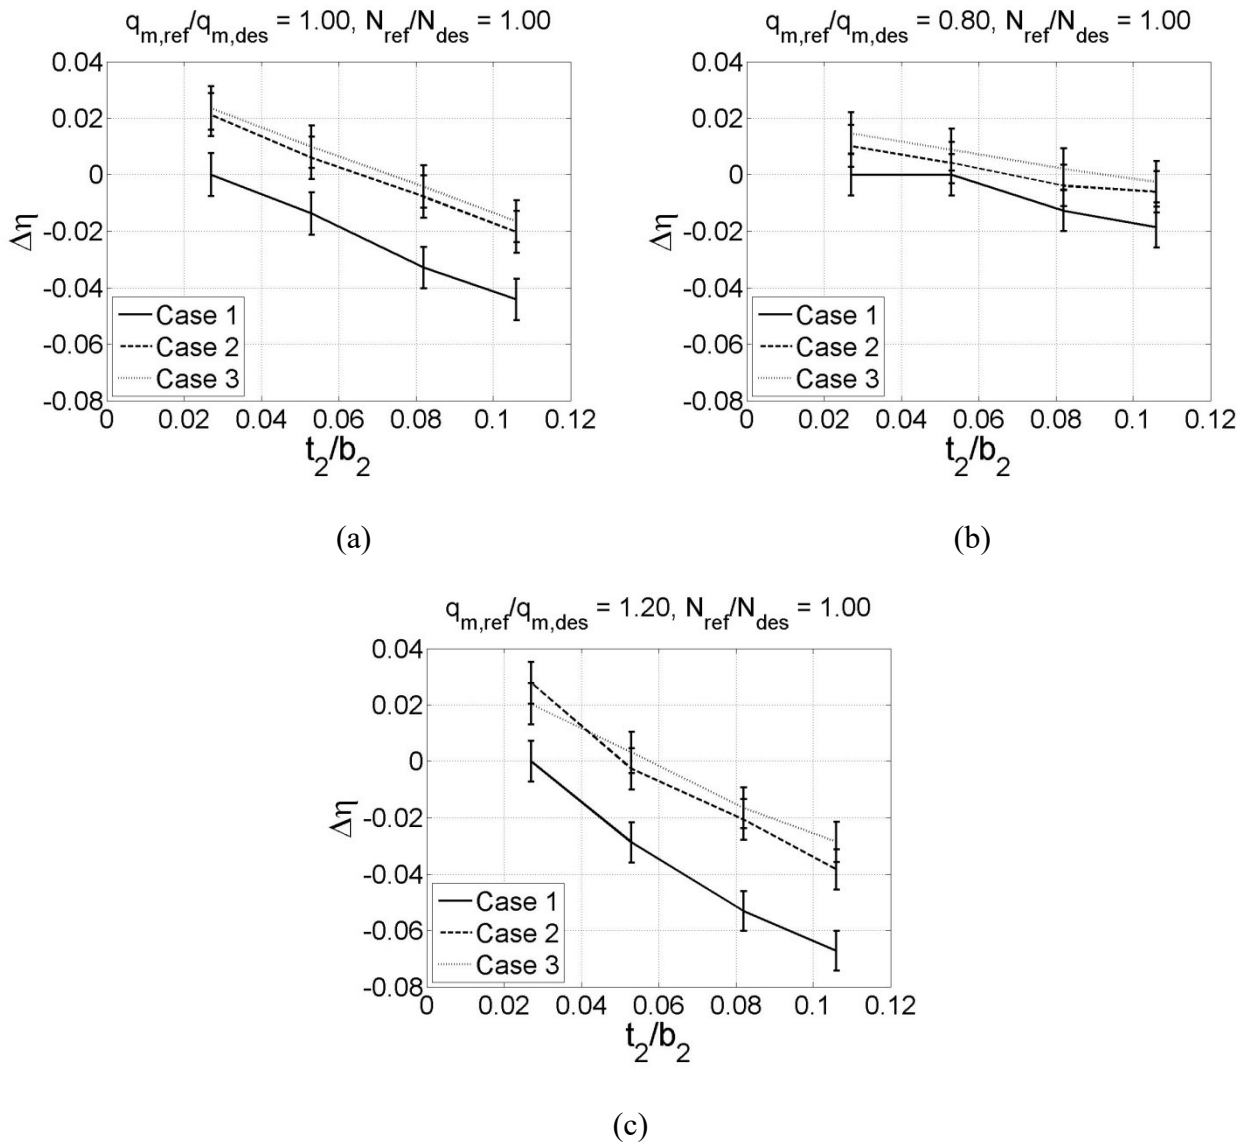 q_m,ref/q_m,des = 1.00, N_ref/N_des = 1.00
0.04
0.02
0
-0.02
-0.04
-0.06
-0.08
Δη
Case 1
Case 2
Case 3
0 0.02 0.04 0.06 0.08 0.1 0.12
t_2/b_2
(a)
q_m,ref/q_m,des = 0.80, N_ref/N_des = 1.00
0.04
0.02
0
-0.02
-0.04
-0.06
-0.08
Δη
Case 1
Case 2
Case 3
0 0.02 0.04 0.06 0.08 0.1 0.12
t_2/b_2
(b)
q_m,ref/q_m,des = 1.20, N_ref/N_des = 1.00
0.04
0.02
0
-0.02
-0.04
-0.06
-0.08
Δη
Case 1
Case 2
Case 3
0 0.02 0.04 0.06 0.08 0.1 0.12
t_2/b_2
(c)